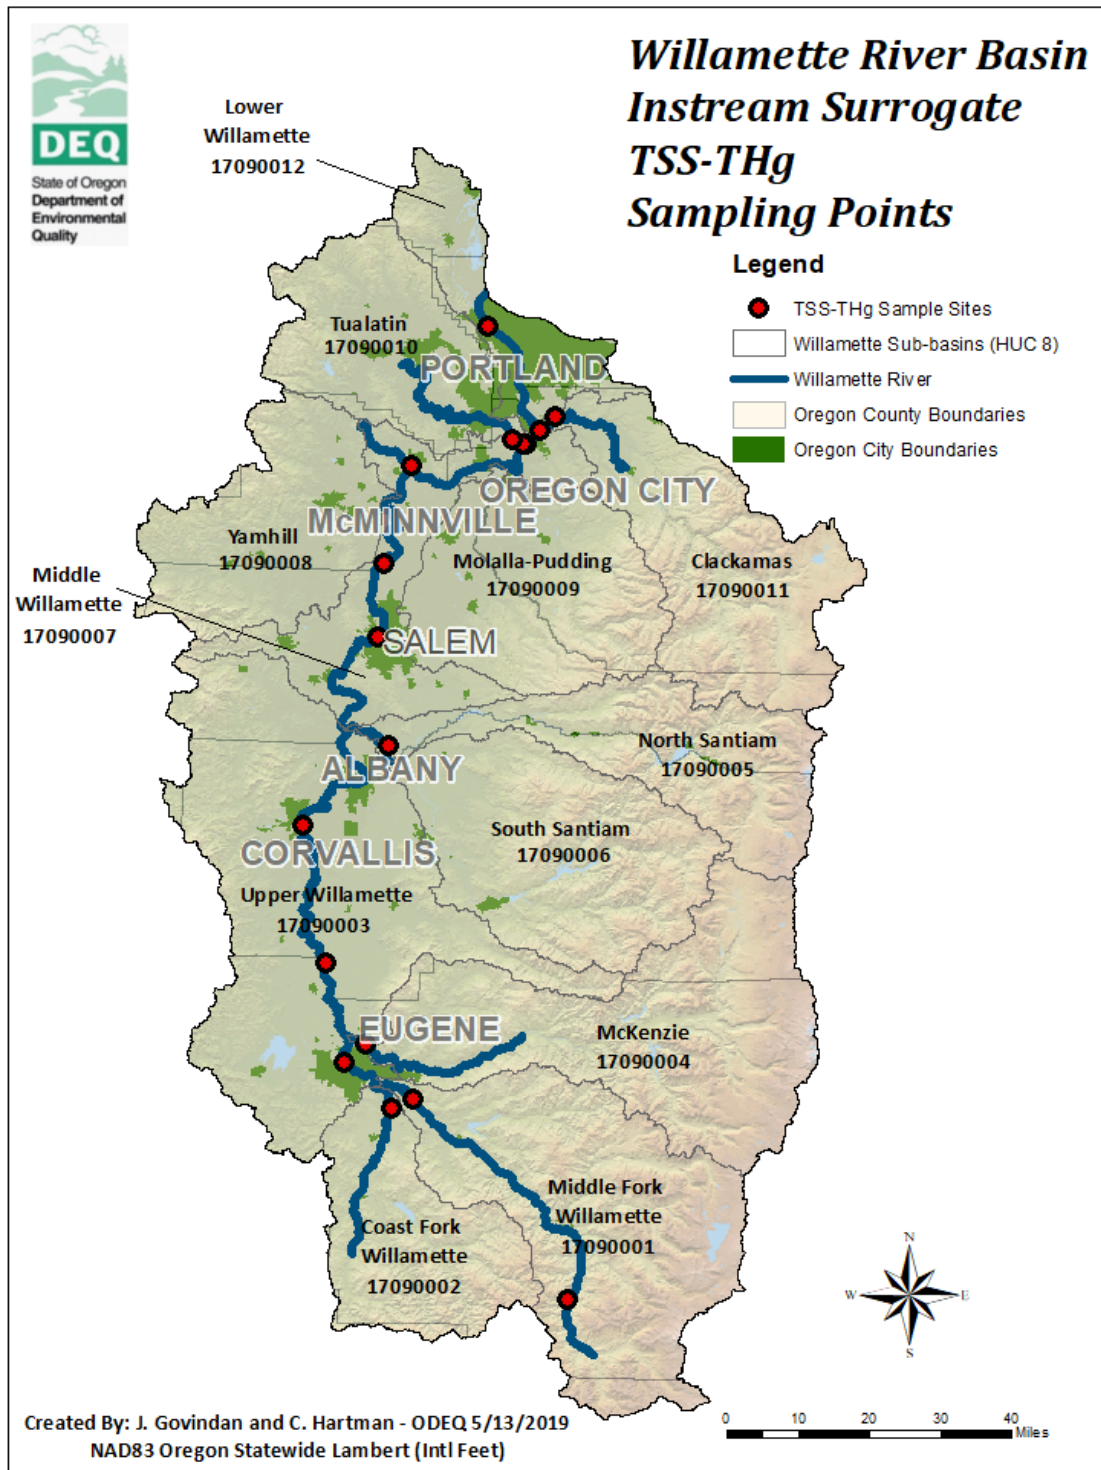 Willamette River Basin
Instream Surrogate
TSS-THg
Sampling Points
DEQ
State of Oregon
Department of
Environmental
Quality
Legend
TSS-THg Sample Sites
Willamette Sub-basins (HUC 8)
Willamette River
Oregon County Boundaries
Oregon City Boundaries
Lower
Willamette
17090012
Tualatin
17090010
PORTLAND
OREGON CITY
McMINNVILLE
Yamhill
17090008
Molalla-Pudding
17090009
Clackamas
17090011
Middle
Willamette
17090007
SALEM
North Santiam
17090005
ALBANY
South Santiam
17090006
CORVALLIS
Upper Willamette
17090003
EUGENE
McKenzie
17090004
Middle Fork
Willamette
17090001
Coast Fork
Willamette
17090002
N
W
E
S
0 10 20 30 40
Miles
Created By: J. Govindan and C. Hartman - ODEQ 5/13/2019
NAD83 Oregon Statewide Lambert (Intl Feet)